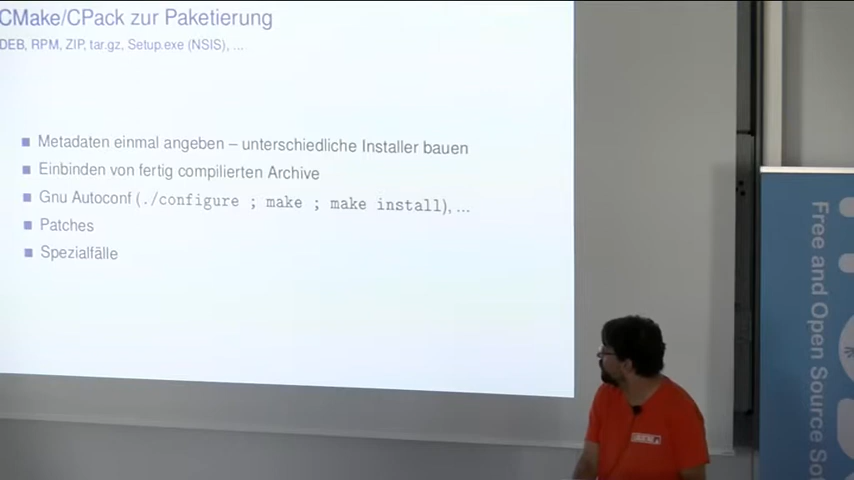 CMake/CPack zur Paketierung
DEB, RPM, ZIP, tar.gz, Setup.exe (NSIS), ...
Metadaten einmal angeben – unterschiedliche Installer bauen
Einbinden von fertig compilierten Archive
Gnu Autoconf (./configure ; make ; make install), ...
Patches
Spezialfälle
Free and Open Source Sof